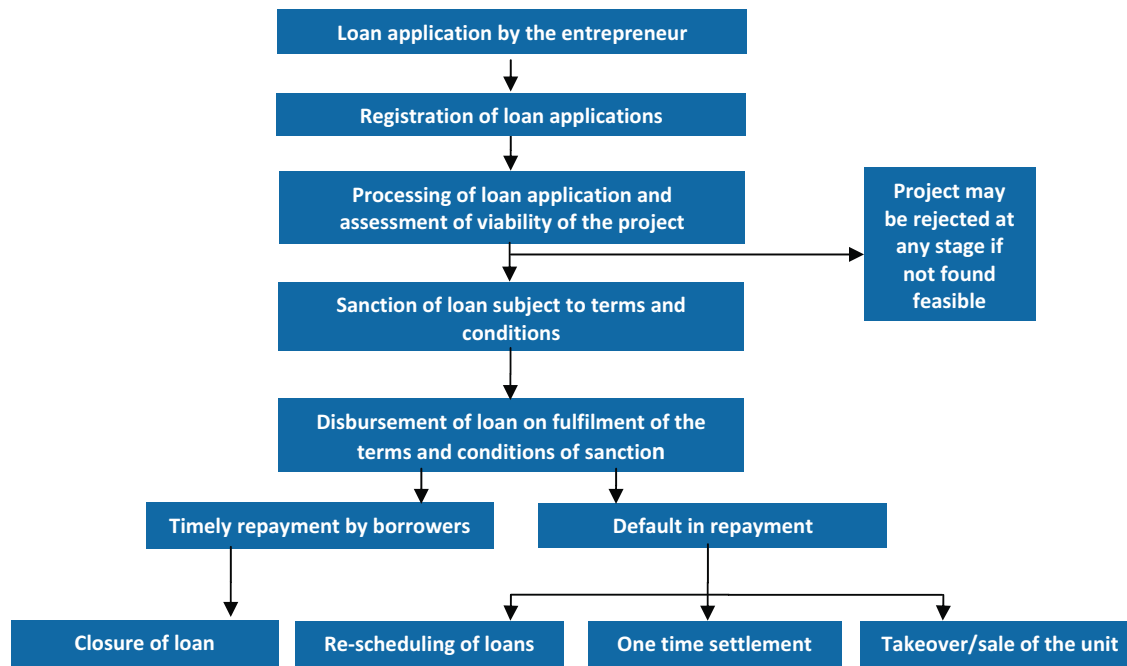 Loan application by the entrepreneur
Registration of loan applications
Processing of loan application and
assessment of viability of the project
Project may
be rejected at
any stage if
not found
feasible
Sanction of loan subject to terms and
conditions
Disbursement of loan on fulfilment of the
terms and conditions of sanction
Timely repayment by borrowers
Default in repayment
Closure of loan
Re-scheduling of loans
One time settlement
Takeover/sale of the unit